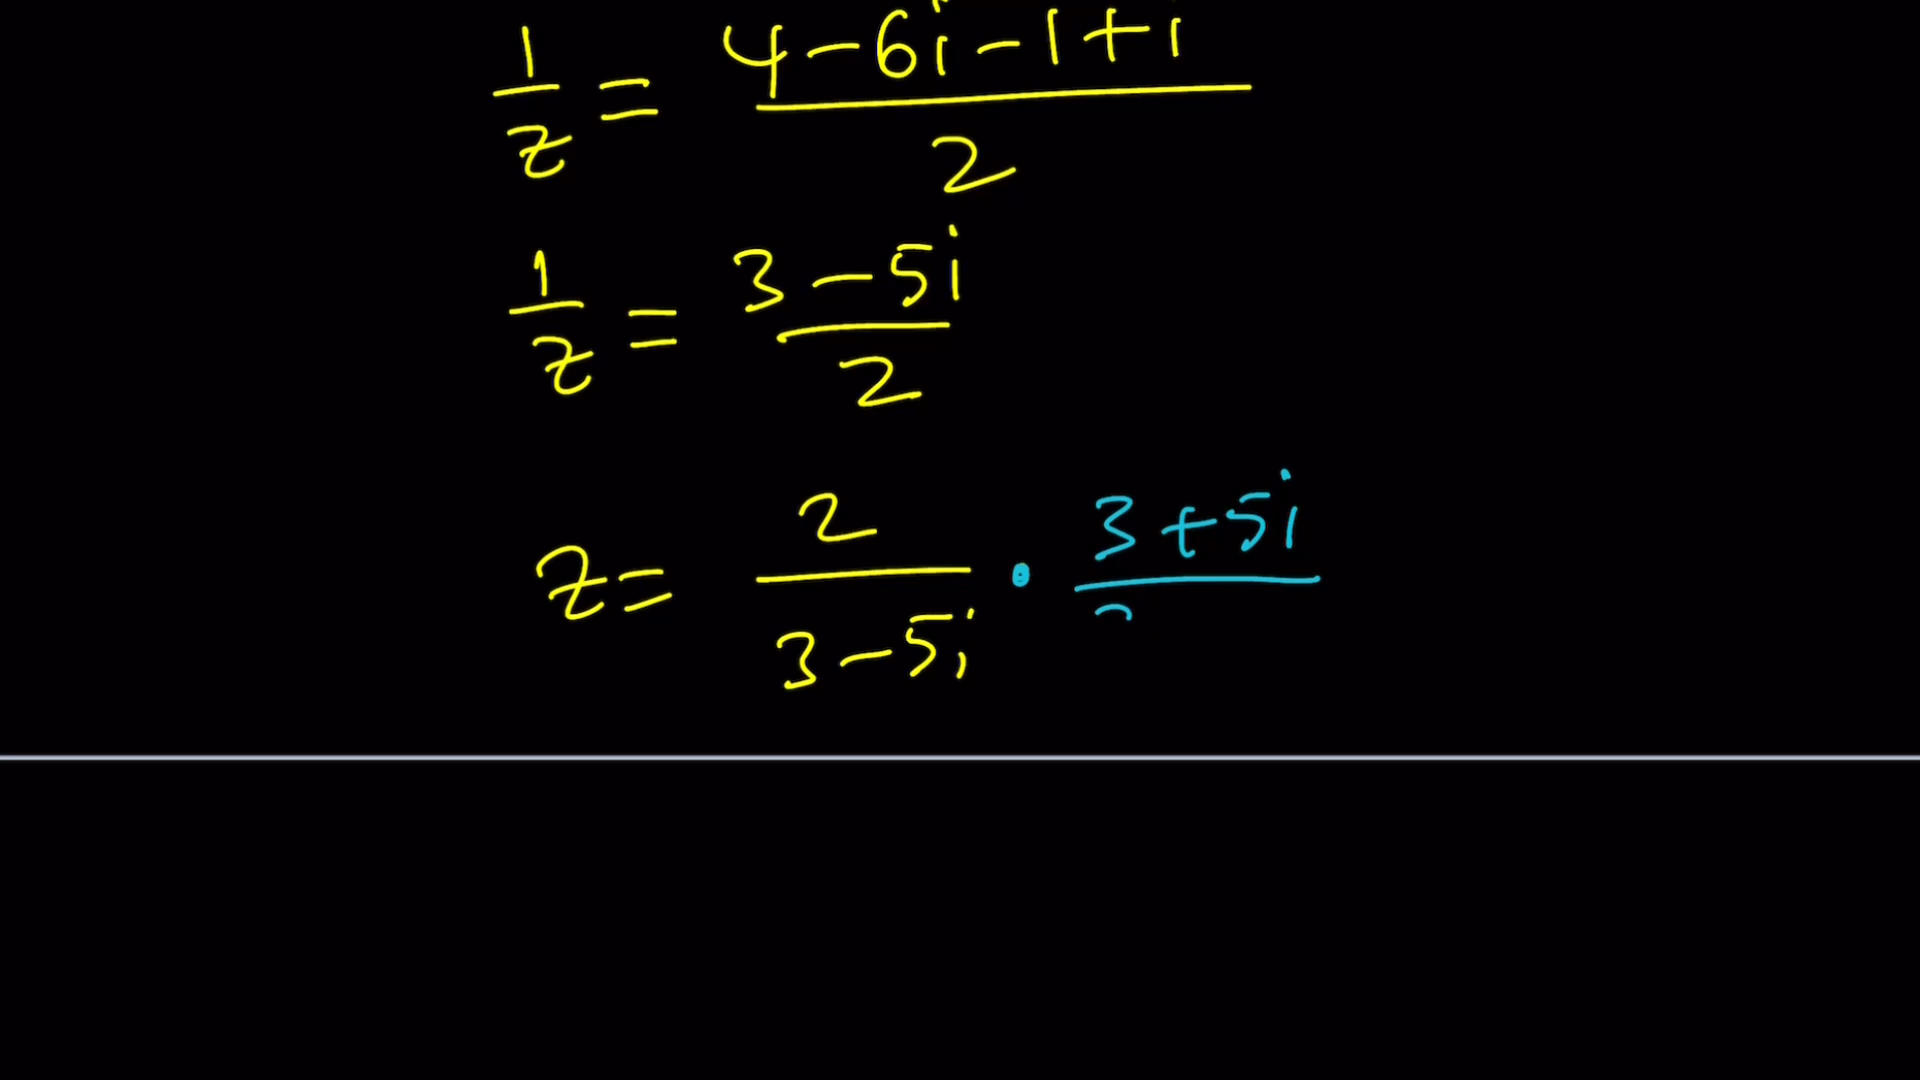 1/z = (4-6i-1+i)/2
1/z = (3-5i)/2
z = 2/(3-5i) · (3+5i)/